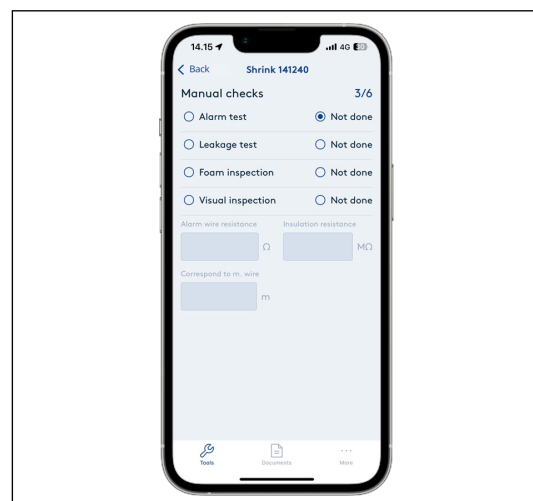 14.15 4G
Back Shrink 141240
Manual checks 3/6
Alarm test Not done
Leakage test Not done
Foam inspection Not done
Visual inspection Not done
Alarm wire resistance Insulation resistance
Ω MΩ
Correspond to m. wire
m
Tools Documents More